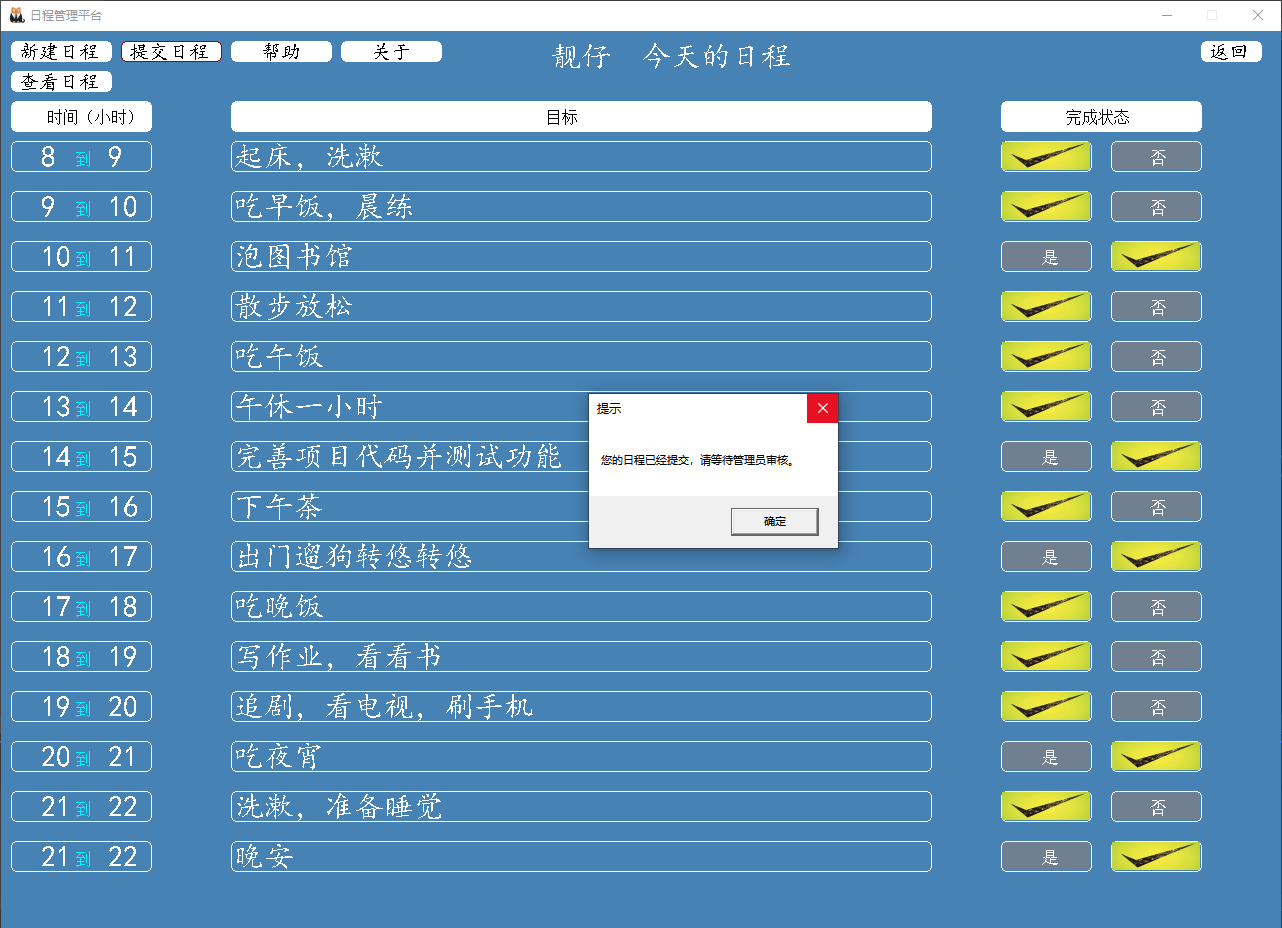 日程管理平台
新建日程 提交日程 帮助 关于 靓仔 今天的日程 返回
查看日程
时间（小时） 目标 完成状态
8 到 9 起床，洗漱 否
9 到 10 吃早饭，晨练 否
10 到 11 泡图书馆 是
11 到 12 散步放松 否
12 到 13 吃午饭 否
13 到 14 午休一小时 否
提示
14 到 15 完善项目代码并测试功能 是
您的日程已经提交，请等待管理员审核。
15 到 16 下午茶 否
确定
16 到 17 出门遛狗转悠转悠 是
17 到 18 吃晚饭 否
18 到 19 写作业，看看书 否
19 到 20 追剧，看电视，刷手机 否
20 到 21 吃夜宵 是
21 到 22 洗漱，准备睡觉 否
21 到 22 晚安 是